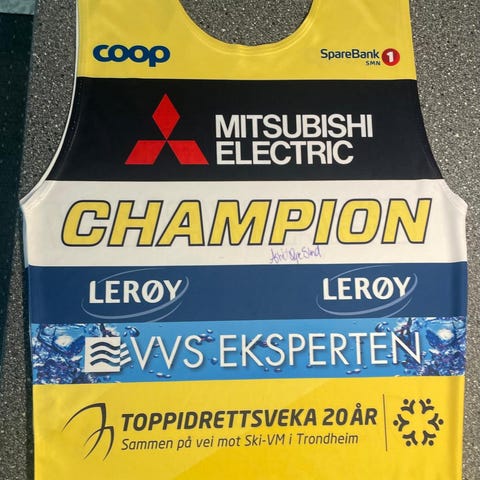 coop
SpareBank 1
SMN
MITSUBISHI
ELECTRIC
CHAMPION
LERØY
LERØY
VVS EKSPERTEN
TOPPIDRETTSVEKA 20 ÅR
Sammen på vei mot Ski-VM i Trondheim